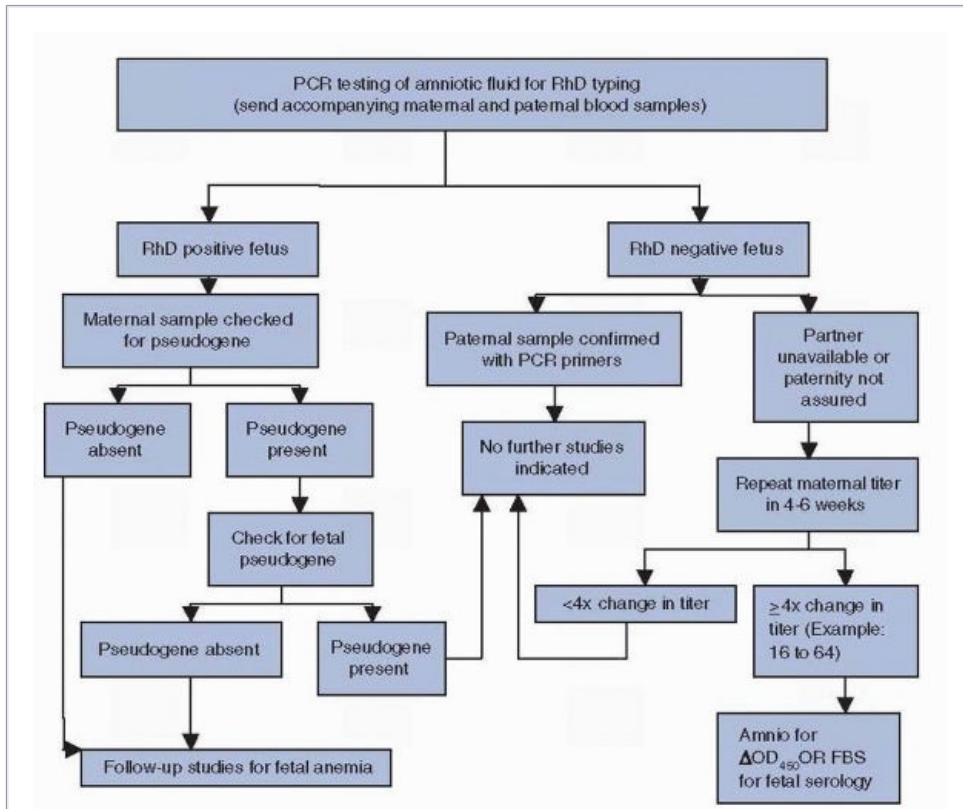 PCR testing of amniotic fluid for RhD typing
(send accompanying maternal and paternal blood samples)
RhD positive fetus
RhD negative fetus
Maternal sample checked
for pseudogene
Paternal sample confirmed
with PCR primers
Partner
unavailable or
paternity not
assured
Pseudogene
absent
Pseudogene
present
No further studies
indicated
Repeat maternal titer
in 4-6 weeks
Check for fetal
pseudogene
<4x change in titer
≥4x change in
titer (Example:
16 to 64)
Pseudogene absent
Pseudogene
present
Follow-up studies for fetal anemia
Amnio for
ΔOD450OR FBS
for fetal serology